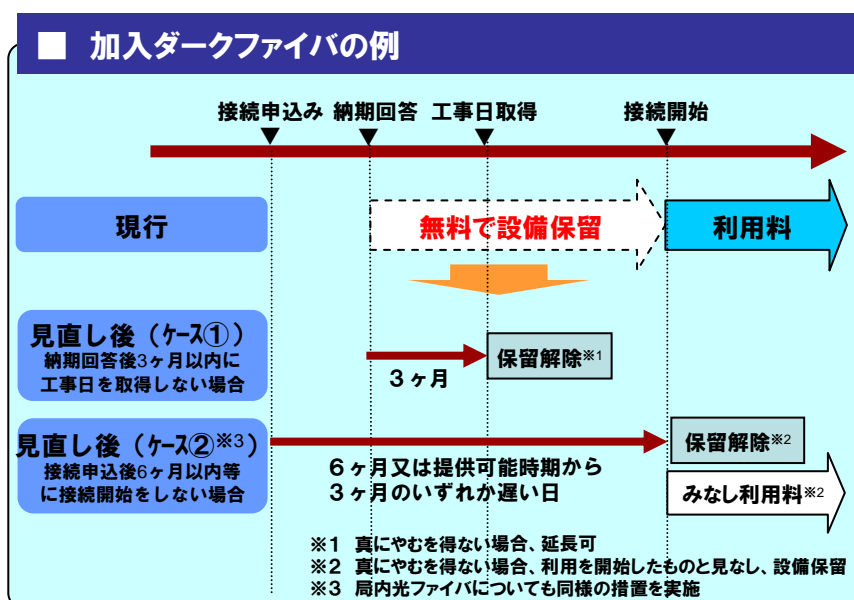 ■ 加入ダークファイバの例
接続申込み 納期回答 工事日取得 接続開始
現行
無料で設備保留
利用料
見直し後（ｹｰｽ①）
納期回答後3ヶ月以内に
工事日を取得しない場合
３ヶ月
保留解除※1
見直し後（ｹｰｽ②※3）
接続申込後6ヶ月以内等
に接続開始をしない場合
６ヶ月又は提供可能時期から
３ヶ月のいずれか遅い日
保留解除※2
みなし利用料※2
※１ 真にやむを得ない場合、延長可
※２ 真にやむを得ない場合、利用を開始したものと見なし、設備保留
※３ 局内光ファイバについても同様の措置を実施